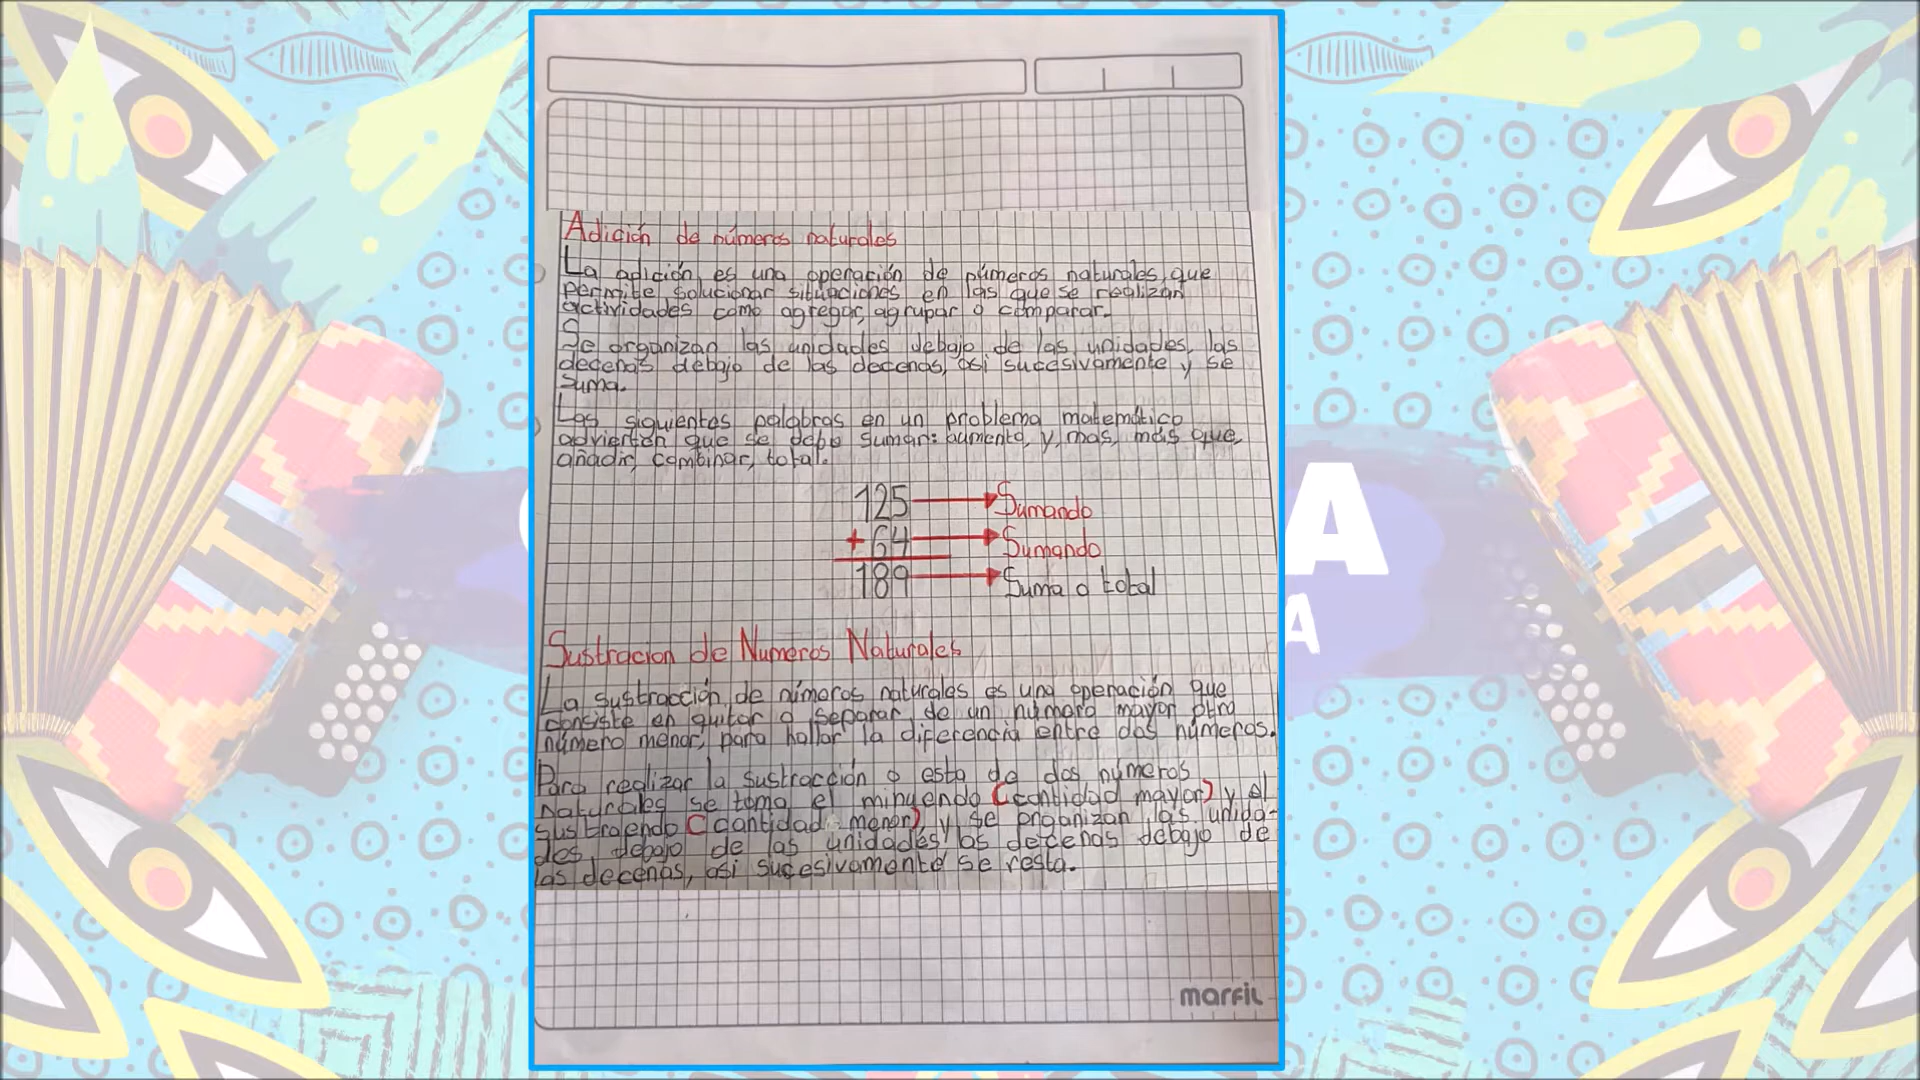 Adición de números naturales
La adición es una operación de números naturales, que
permite solucionar situaciones en las que se realizan
actividades como agregar, agrupar o comparar.
Se organizan las unidades debajo de las unidades, las
decenas debajo de las decenas, asi sucesivamente y se
suma.
Las siguientes palabras en un problema matemático
advierten que se debe sumar: aumenta, y, mas, más que,
añadir, combinar, total.
125 → Sumando
+ 64 → Sumando
189 → Suma o total
Sustracion de Numeros Naturales
La sustracción de números naturales es una operación que
consiste en quitar o separar de un número mayor otro
número menor, para hallar la diferencia entre dos números.
Para realizar la sustracción o esta de dos números
Naturales se toma el minuendo (cantidad mayor) y el
sustraendo (cantidad menor) y se organizan las unida-
des debajo de las unidades las decenas debajo de
las decenas, asi sucesivamente se resta.
marfil
A
A